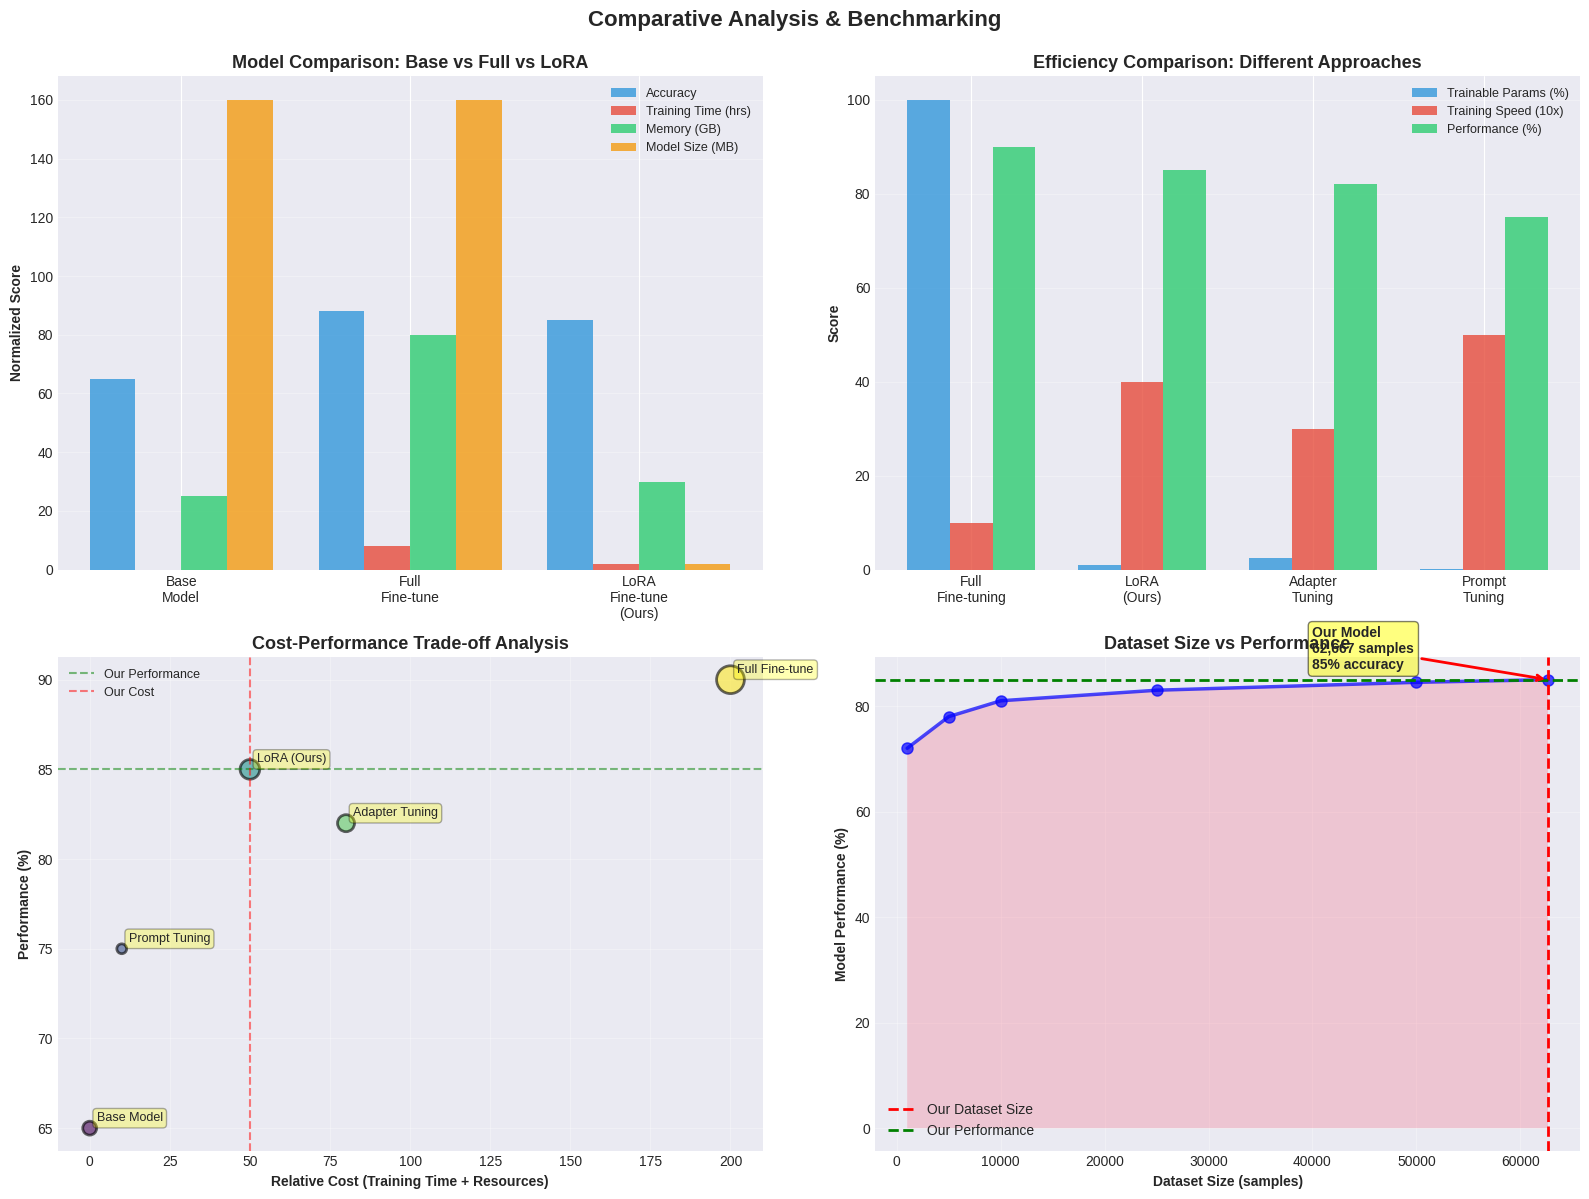 Comparative Analysis & Benchmarking
Model Comparison: Base vs Full vs LoRA
Normalized Score
160
140
120
100
80
60
40
20
0
Accuracy
Training Time (hrs)
Memory (GB)
Model Size (MB)
Base
Model
Full
Fine-tune
LoRA
Fine-tune
(Ours)
Efficiency Comparison: Different Approaches
Score
100
80
60
40
20
0
Trainable Params (%)
Training Speed (10x)
Performance (%)
Full
Fine-tuning
LoRA
(Ours)
Adapter
Tuning
Prompt
Tuning
Cost-Performance Trade-off Analysis
Performance (%)
90
85
80
75
70
65
Our Performance
Our Cost
Full Fine-tune
LoRA (Ours)
Adapter Tuning
Prompt Tuning
Base Model
0 25 50 75 100 125 150 175 200
Relative Cost (Training Time + Resources)
Dataset Size vs Performance
Our Model
62,667 samples
85% accuracy
Model Performance (%)
80
60
40
20
0
Our Dataset Size
Our Performance
0 10000 20000 30000 40000 50000 60000
Dataset Size (samples)